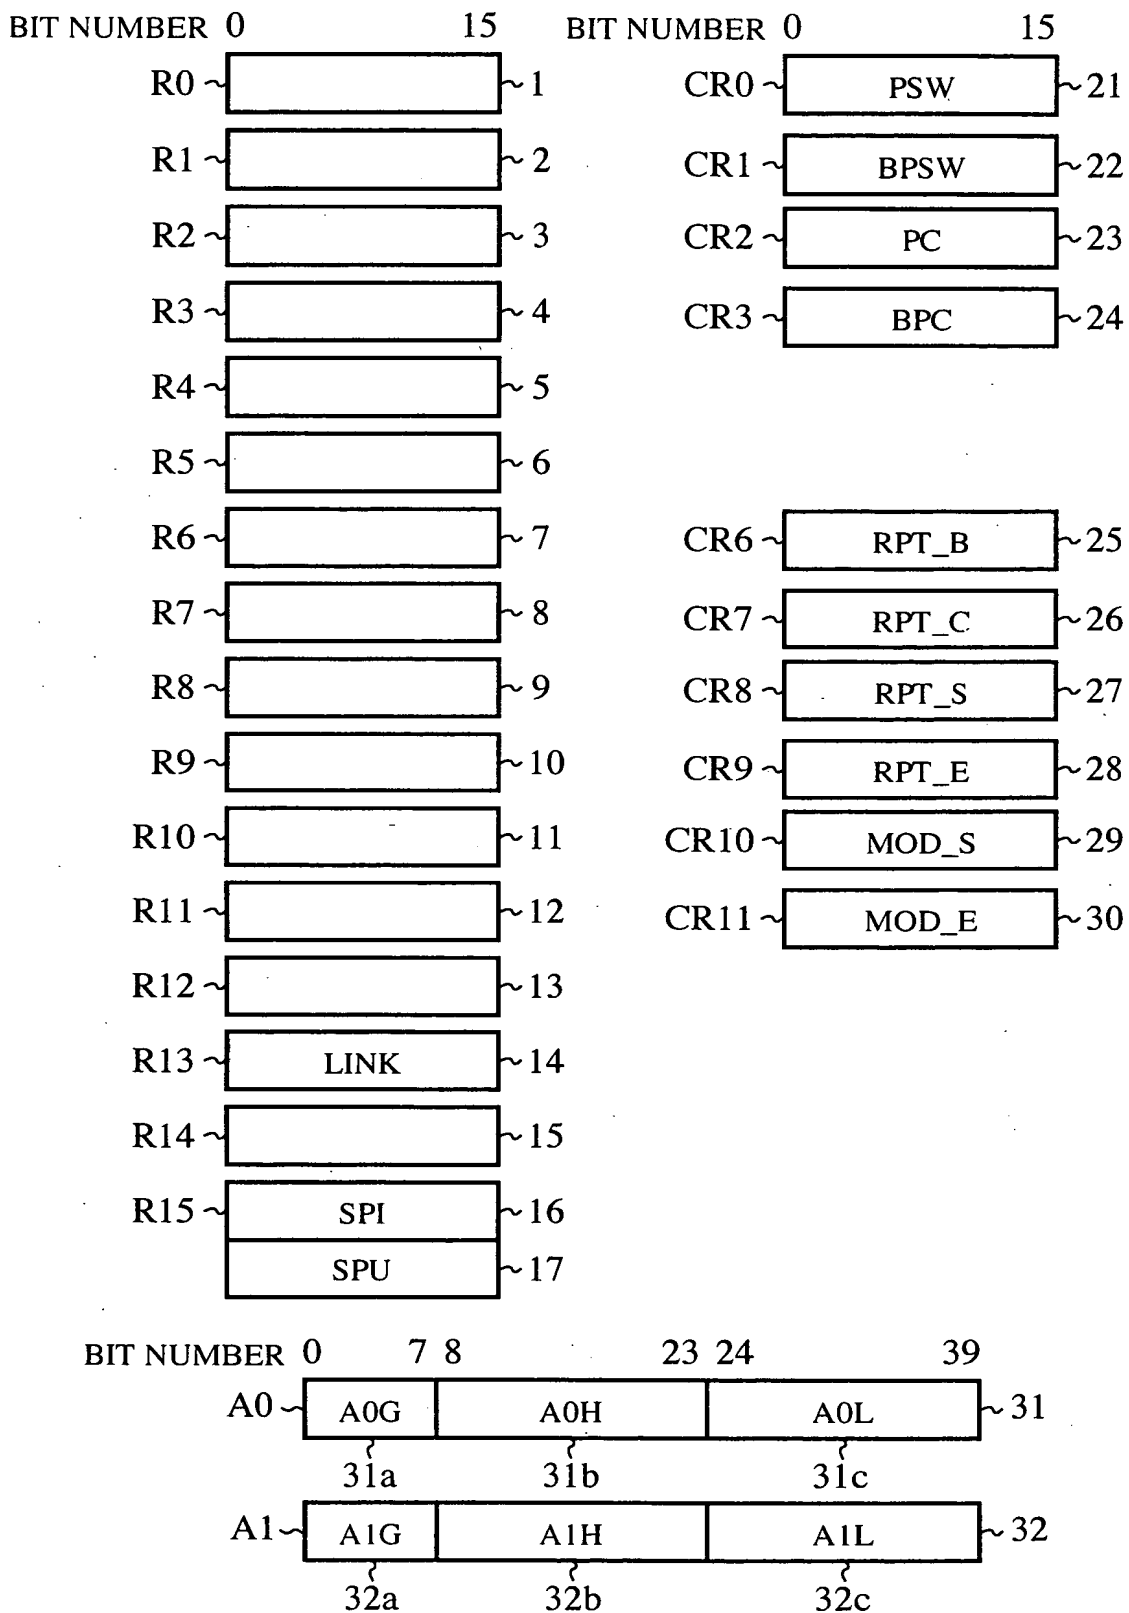 BIT NUMBER 0 15
R0 1
R1 2
R2 3
R3 4
R4 5
R5 6
R6 7
R7 8
R8 9
R9 10
R10 11
R11 12
R12 13
R13 LINK 14
R14 15
R15 SPI 16
SPU 17
BIT NUMBER 0 15
CR0 PSW 21
CR1 BPSW 22
CR2 PC 23
CR3 BPC 24
CR6 RPT_B 25
CR7 RPT_C 26
CR8 RPT_S 27
CR9 RPT_E 28
CR10 MOD_S 29
CR11 MOD_E 30
BIT NUMBER 0 7 8 23 24 39
A0 A0G A0H A0L 31
31a 31b 31c
A1 A1G A1H A1L 32
32a 32b 32c